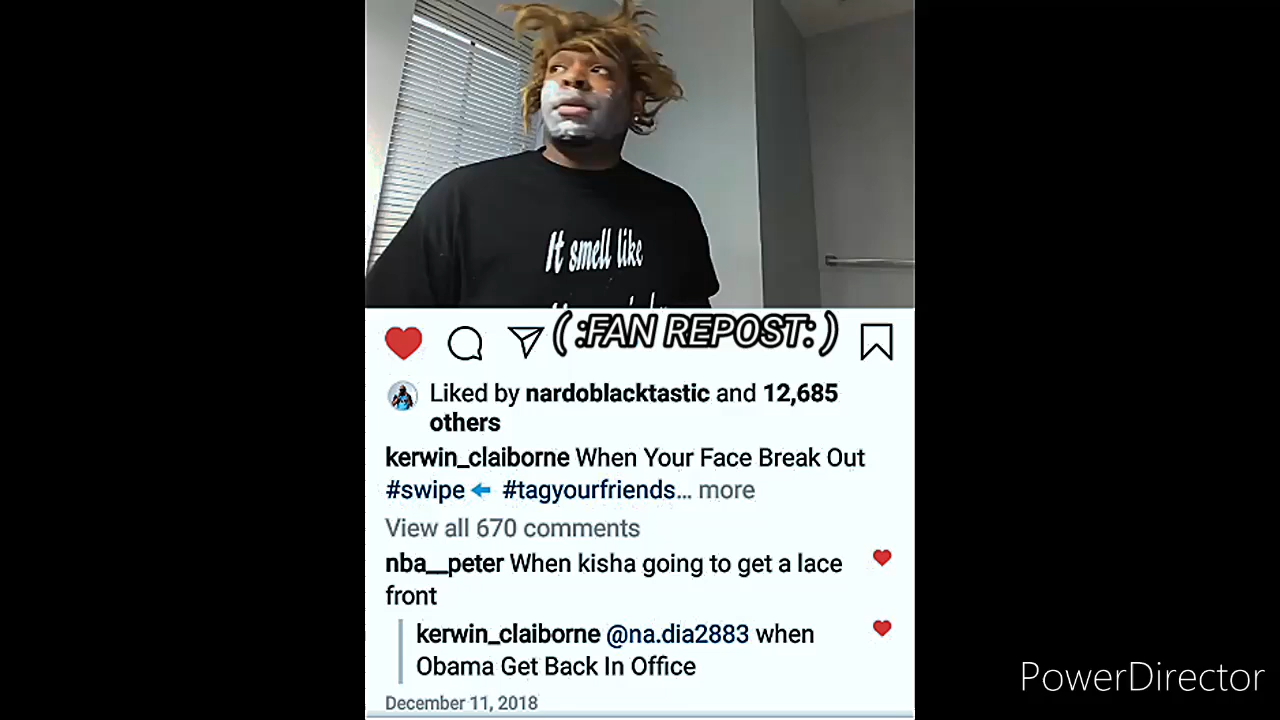 It smell like
( :FAN REPOST: )
Liked by nardoblacktastic and 12,685
others
kerwin_claiborne When Your Face Break Out
#swipe #tagyourfriends... more
View all 670 comments
nba__peter When kisha going to get a lace
front
kerwin_claiborne @na.dia2883 when
Obama Get Back In Office
December 11, 2018
PowerDirector